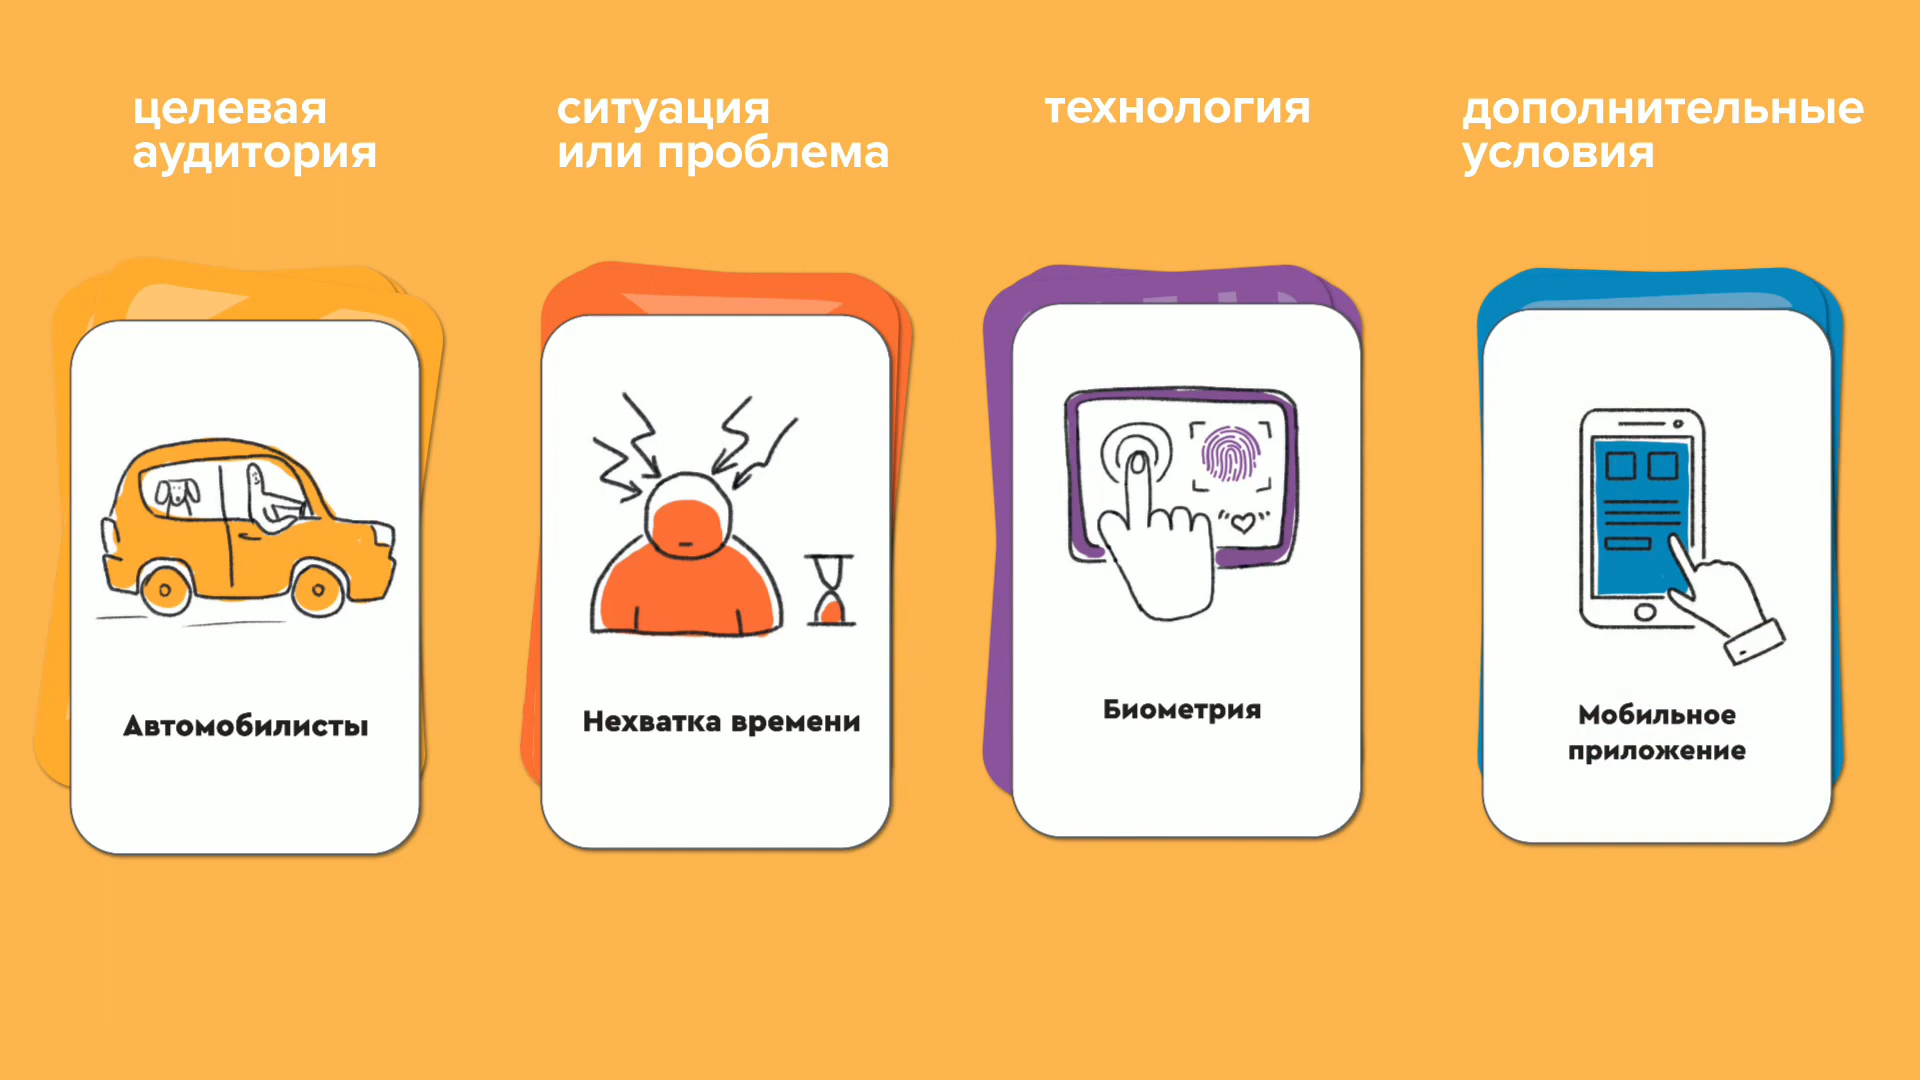 целевая
аудитория
ситуация
или проблема
технология
дополнительные
условия
Автомобилисты
Нехватка времени
Биометрия
Мобильное
приложение